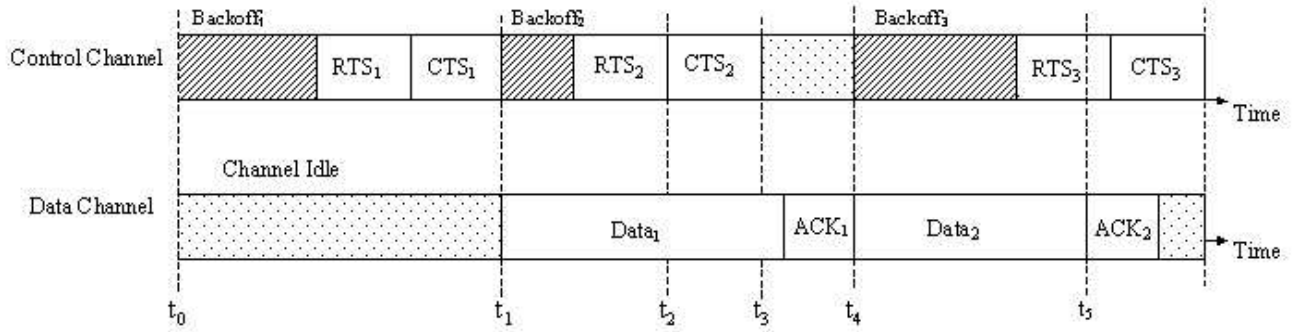 Backoff₁ Backoff₂ Backoff₃
Control Channel RTS₁ CTS₁ RTS₂ CTS₂ RTS₃ CTS₃
Time
Channel Idle
Data Channel Data₁ ACK₁ Data₂ ACK₂
Time
t₀ t₁ t₂ t₃ t₄ t₅